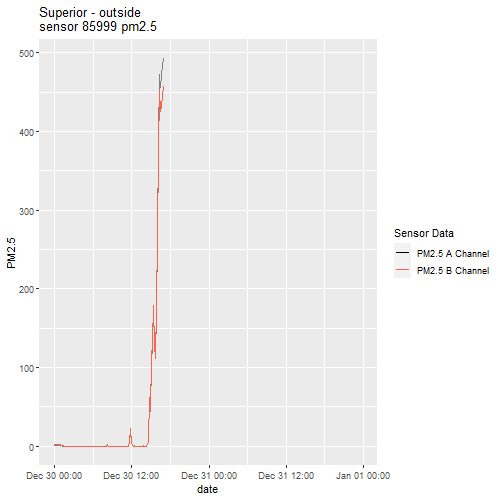 Superior - outside
sensor 85999 pm2.5
500
400
300
200
100
0
PM2.5
Dec 30 00:00
Dec 30 12:00
Dec 31 00:00
Dec 31 12:00
Jan 01 00:00
date
Sensor Data
PM2.5 A Channel
PM2.5 B Channel